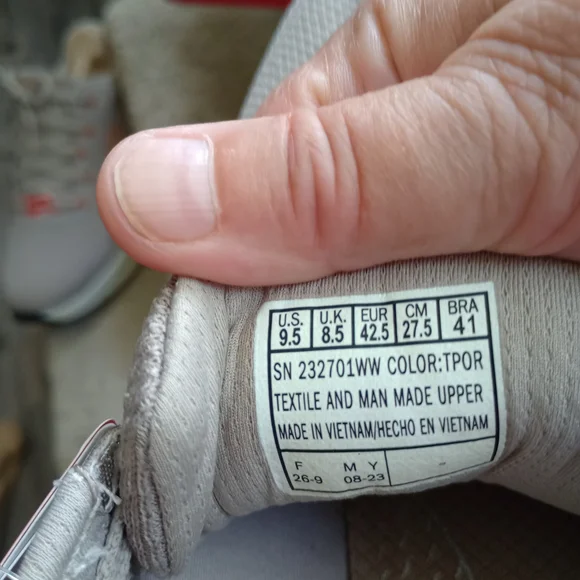 U.S. U.K. EUR CM BRA
9.5 8.5 42.5 27.5 41
SN 232701WW COLOR:TPOR
TEXTILE AND MAN MADE UPPER
MADE IN VIETNAM/HECHO EN VIETNAM
F M Y
26-9 08-23 -